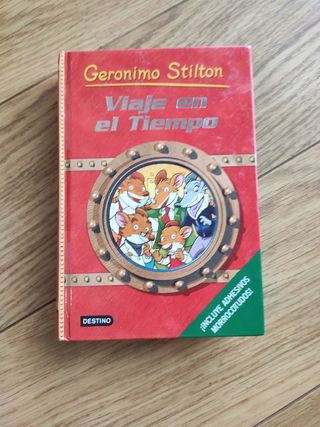 Geronimo Stilton
Viaje en
el Tiempo
¡INCLUYE ADHESIVOS
MORROCOTUDOS!
DESTINO